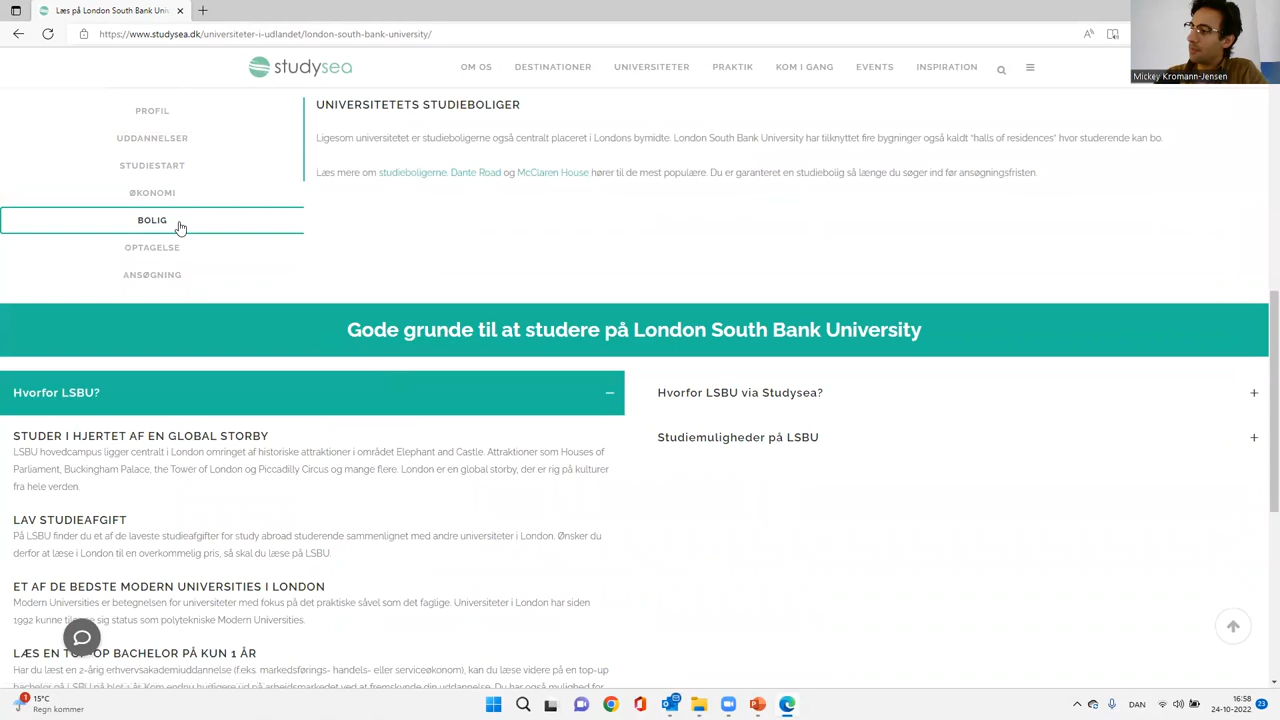 Læs på London South Bank Uni
https://www.studysea.dk/universiteter-i-udlandet/london-south-bank-university/
Mickey Kromann-Jensen
studysea
OM OS
DESTINATIONER
UNIVERSITETER
PRAKTIK
KOM I GANG
EVENTS
INSPIRATION
PROFIL
UDDANNELSER
STUDIESTART
ØKONOMI
BOLIG
OPTAGELSE
ANSØGNING
UNIVERSITETETS STUDIEBOLIGER
Ligesom universitetet er studieboligerne også centralt placeret i Londons bymidte. London South Bank University har tilknyttet fire bygninger også kaldt "halls of residences" hvor studerende kan bo.
Læs mere om studieboligerne. Dante Road og McClaren House hører til de mest populære. Du er garanteret en studiebolig så længe du søger ind før ansøgningsfristen.
Gode grunde til at studere på London South Bank University
Hvorfor LSBU?
STUDER I HJERTET AF EN GLOBAL STORBY
LSBU hovedcampus ligger centralt i London omringet af historiske attraktioner i området Elephant and Castle. Attraktioner som Houses of
Parliament, Buckingham Palace, the Tower of London og Piccadilly Circus og mange flere. London er en global storby, der er rig på kulturer
fra hele verden.
LAV STUDIEAFGIFT
På LSBU finder du et af de laveste studieafgifter for study abroad studerende sammenlignet med andre universiteter i London. Ønsker du
derfor at læse i London til en overkommelig pris, så skal du læse på LSBU.
ET AF DE BEDSTE MODERN UNIVERSITIES I LONDON
Modern Universities er betegnelsen for universiteter med fokus på det praktiske såvel som det faglige. Universiteter i London har siden
1992 kunne sig status som polytekniske Modern Universities.
LÆS EN BACHELOR PÅ KUN 1 ÅR
Har du læst en 2-årig erhvervsakademiuddannelse (f.eks. markedsførings- handels- eller serviceøkonom), kan du læse videre på en top-up
Hvorfor LSBU via Studysea?
Studiemuligheder på LSBU
1
15°C
Regn kommer
DAN
16:58
24-10-2022
23